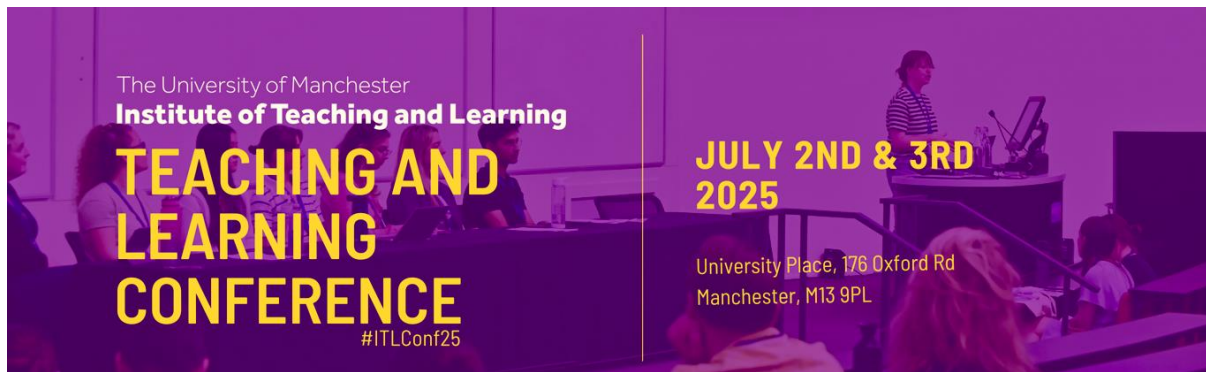 The University of Manchester
Institute of Teaching and Learning
TEACHING AND
LEARNING
CONFERENCE
#ITLConf25
JULY 2ND & 3RD
2025
University Place, 176 Oxford Rd
Manchester, M13 9PL